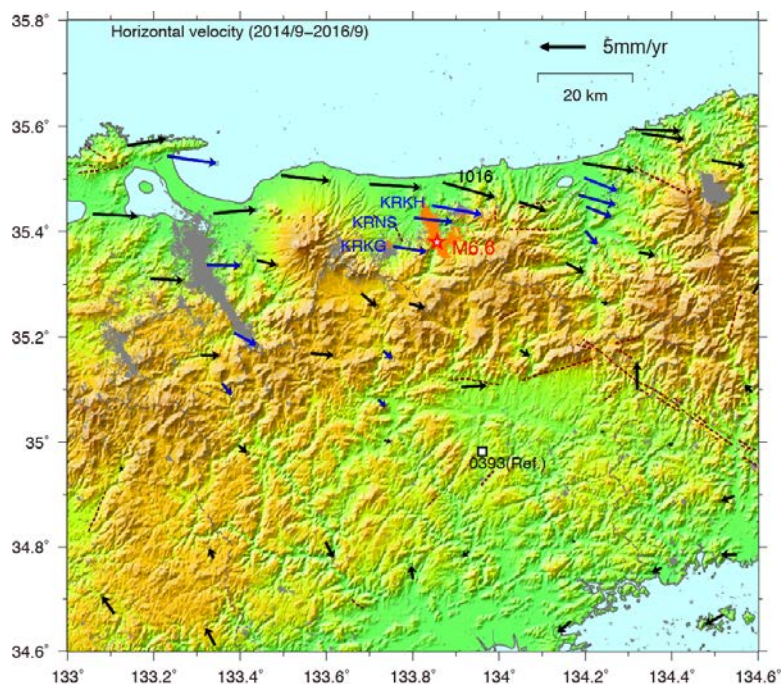 35.8°
Horizontal velocity (2014/9−2016/9)
5mm/yr
20 km
35.6°
1016
KRKH
KRNS
35.4°
KRKG
M6.6
35.2°
35°
0393(Ref.)
34.8°
34.6°
133° 133.2° 133.4° 133.6° 133.8° 134° 134.2° 134.4° 134.6°